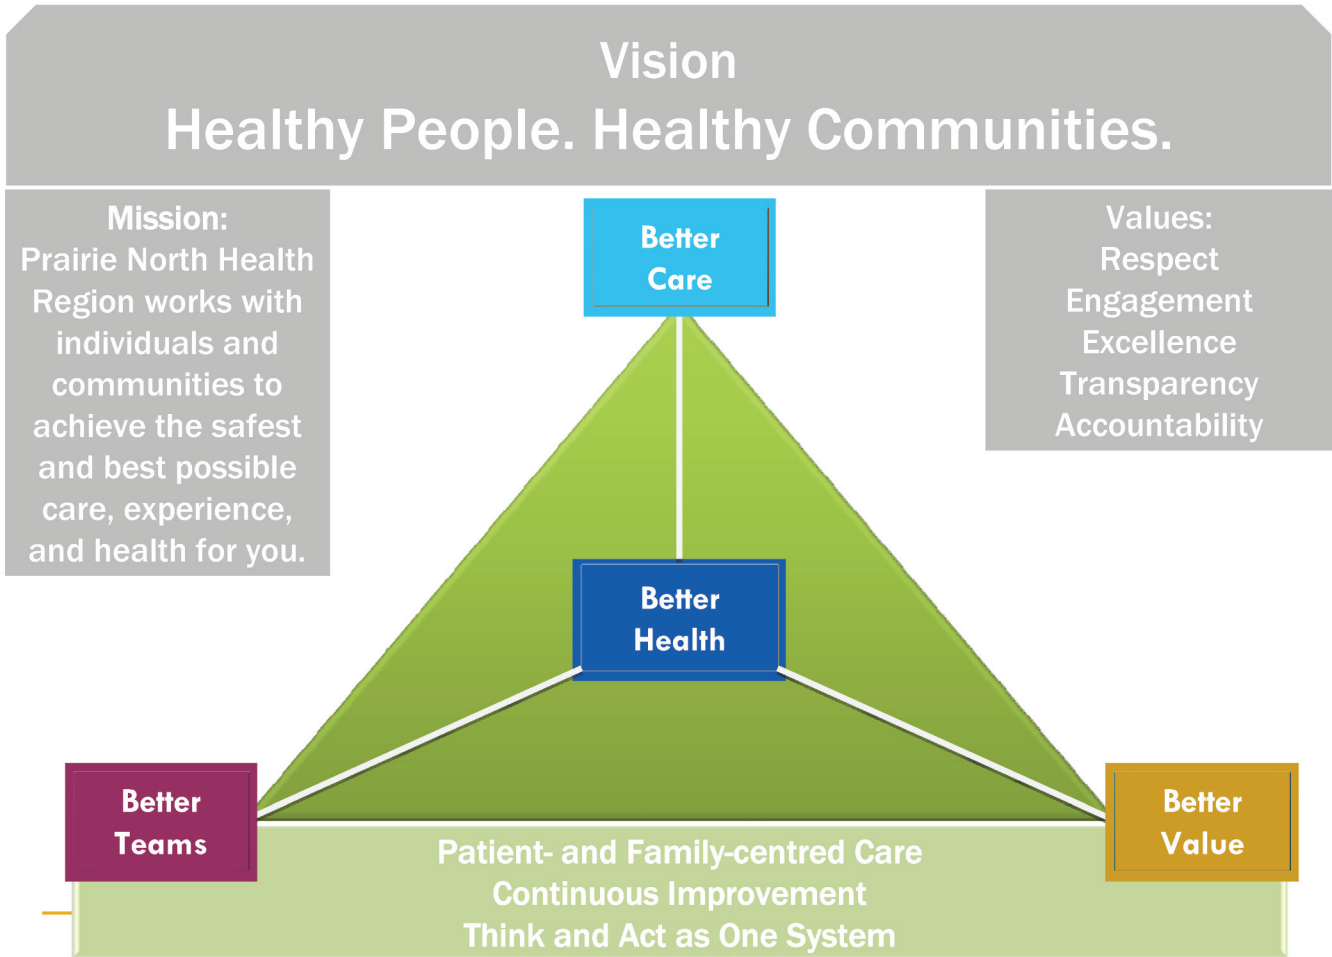 Vision
Healthy People. Healthy Communities.
Mission:
Prairie North Health
Region works with
individuals and
communities to
achieve the safest
and best possible
care, experience,
and health for you.
Better
Care
Values:
Respect
Engagement
Excellence
Transparency
Accountability
Better
Health
Better
Teams
Better
Value
Patient- and Family-centred Care
Continuous Improvement
Think and Act as One System